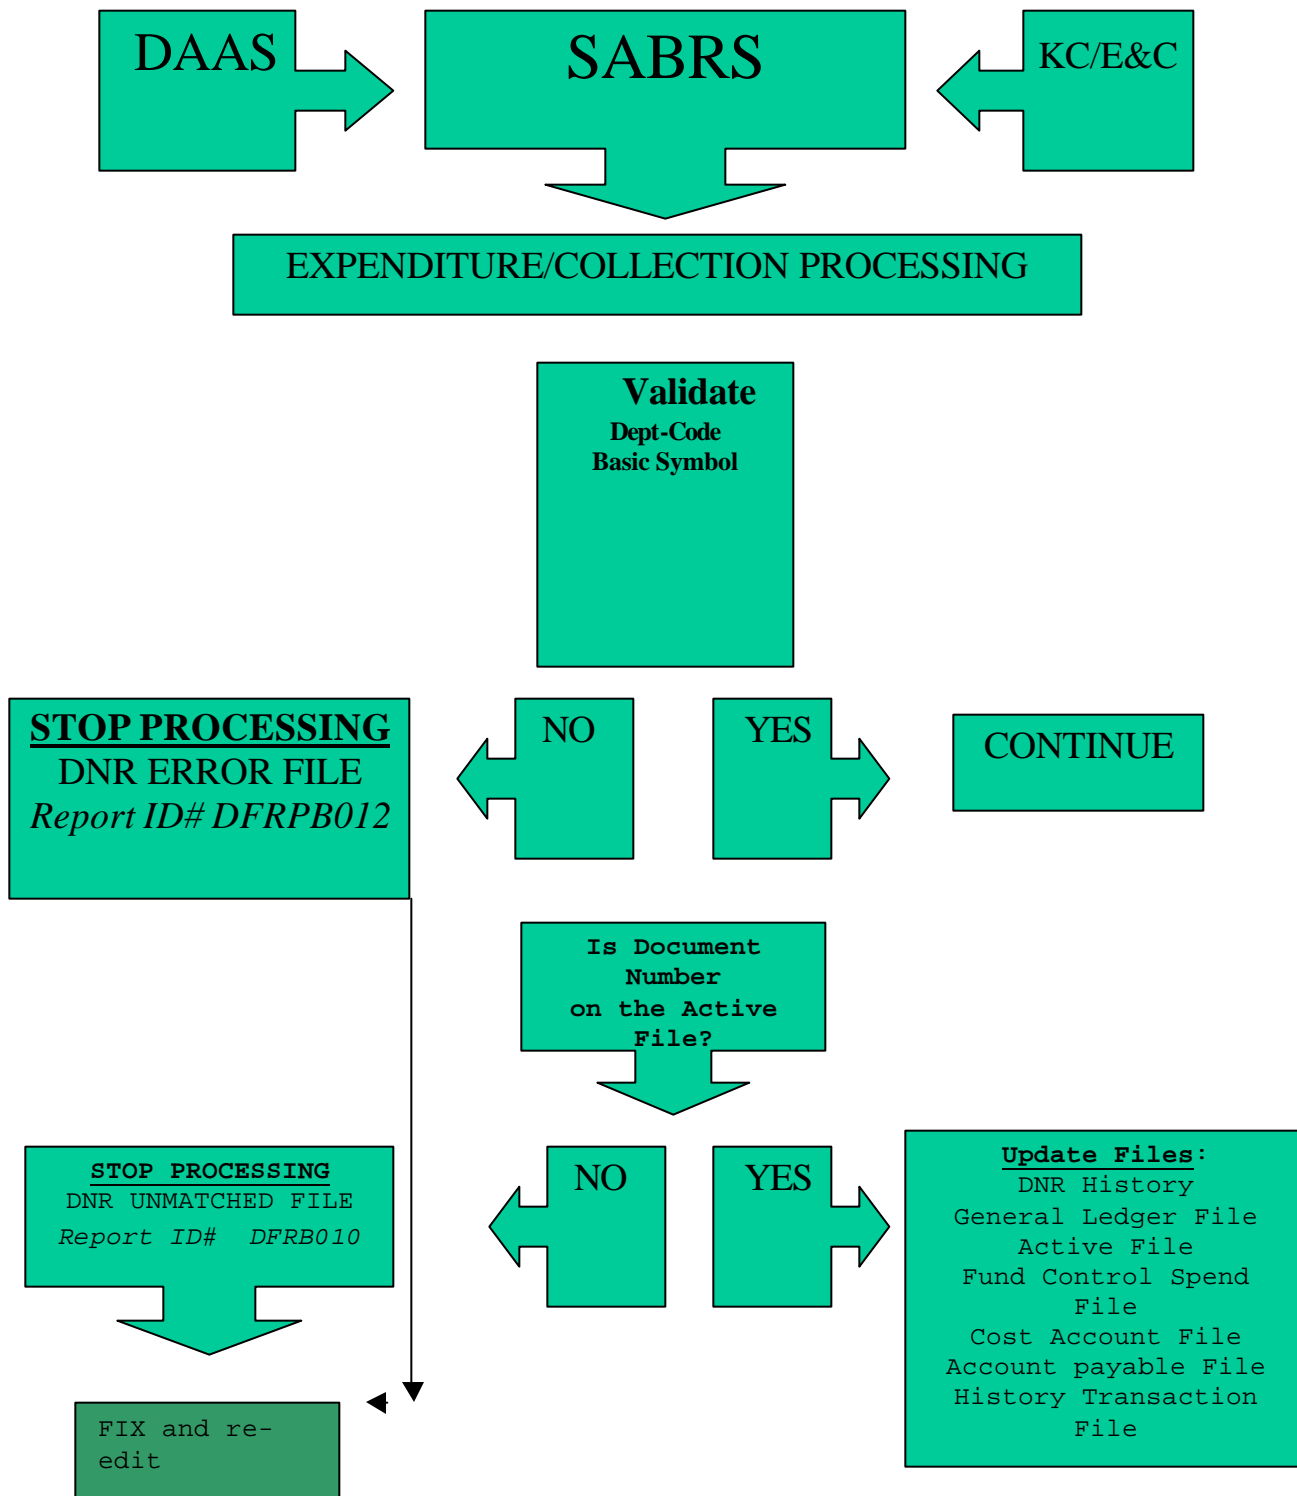 DAAS
SABRS
KC/E&C
EXPENDITURE/COLLECTION PROCESSING
Validate
Dept-Code
Basic Symbol
STOP PROCESSING
DNR ERROR FILE
Report ID# DFRPB012
NO
YES
CONTINUE
Is Document
Number
on the Active
File?
STOP PROCESSING
DNR UNMATCHED FILE
Report ID# DFRB010
NO
YES
Update Files:
DNR History
General Ledger File
Active File
Fund Control Spend
File
Cost Account File
Account payable File
History Transaction
File
FIX and re-
edit